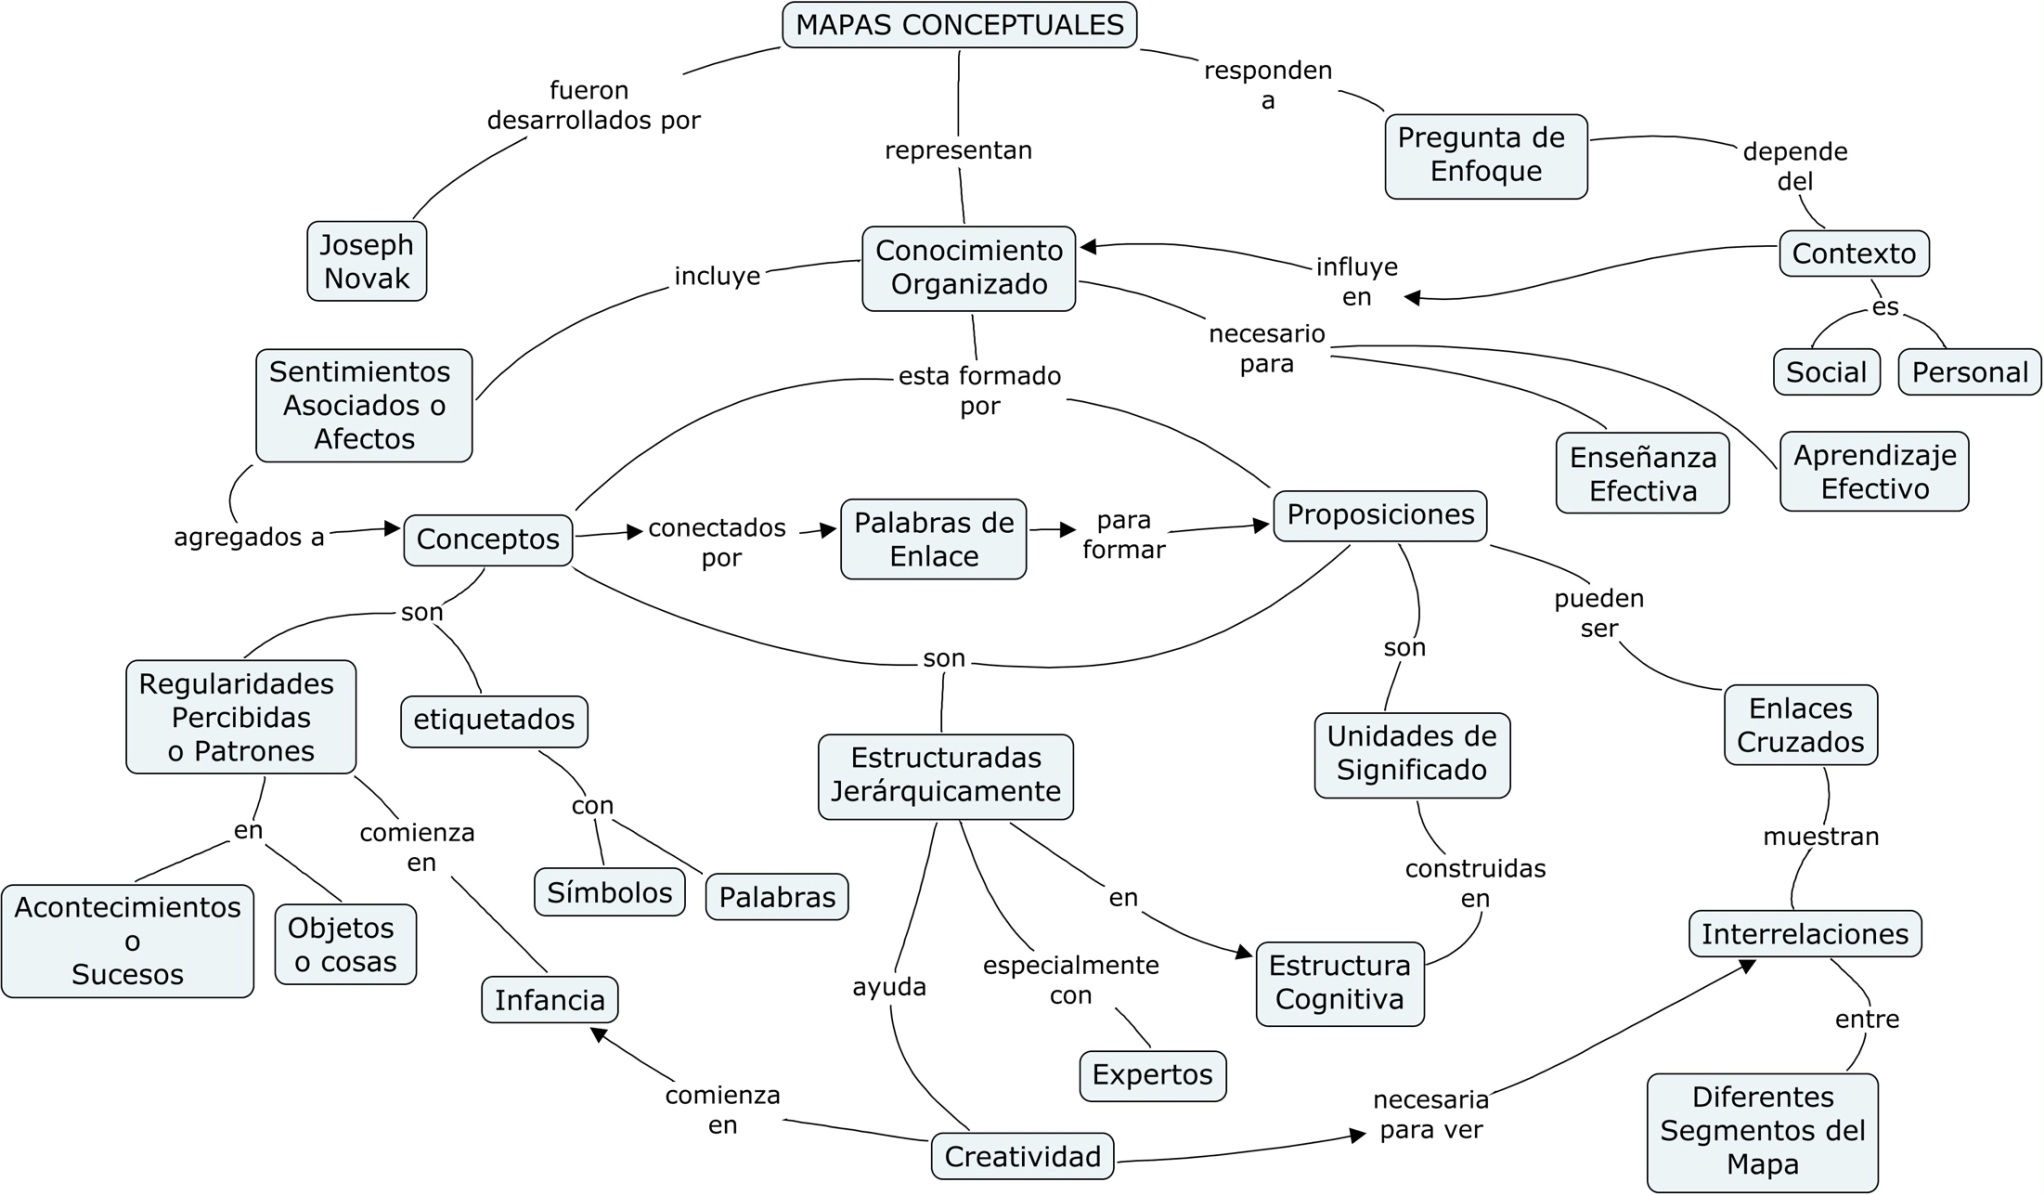 MAPAS CONCEPTUALES
fueron
desarrollados por
representan
responden
a
Pregunta de
Enfoque
depende
del
Joseph
Novak
Conocimiento
Organizado
incluye
influye
en
Contexto
es
Social
Personal
necesario
para
Sentimientos
Asociados o
Afectos
esta formado
por
Enseñanza
Efectiva
Aprendizaje
Efectivo
agregados a
Conceptos
conectados
por
Palabras de
Enlace
para
formar
Proposiciones
son
son
son
pueden
ser
Regularidades
Percibidas
o Patrones
etiquetados
Estructuradas
Jerárquicamente
Unidades de
Significado
Enlaces
Cruzados
en
comienza
en
con
Símbolos
Palabras
en
construidas
en
muestran
Acontecimientos
o
Sucesos
Objetos
o cosas
Infancia
ayuda
especialmente
con
Estructura
Cognitiva
Interrelaciones
entre
Expertos
comienza
en
Creatividad
necesaria
para ver
Diferentes
Segmentos del
Mapa